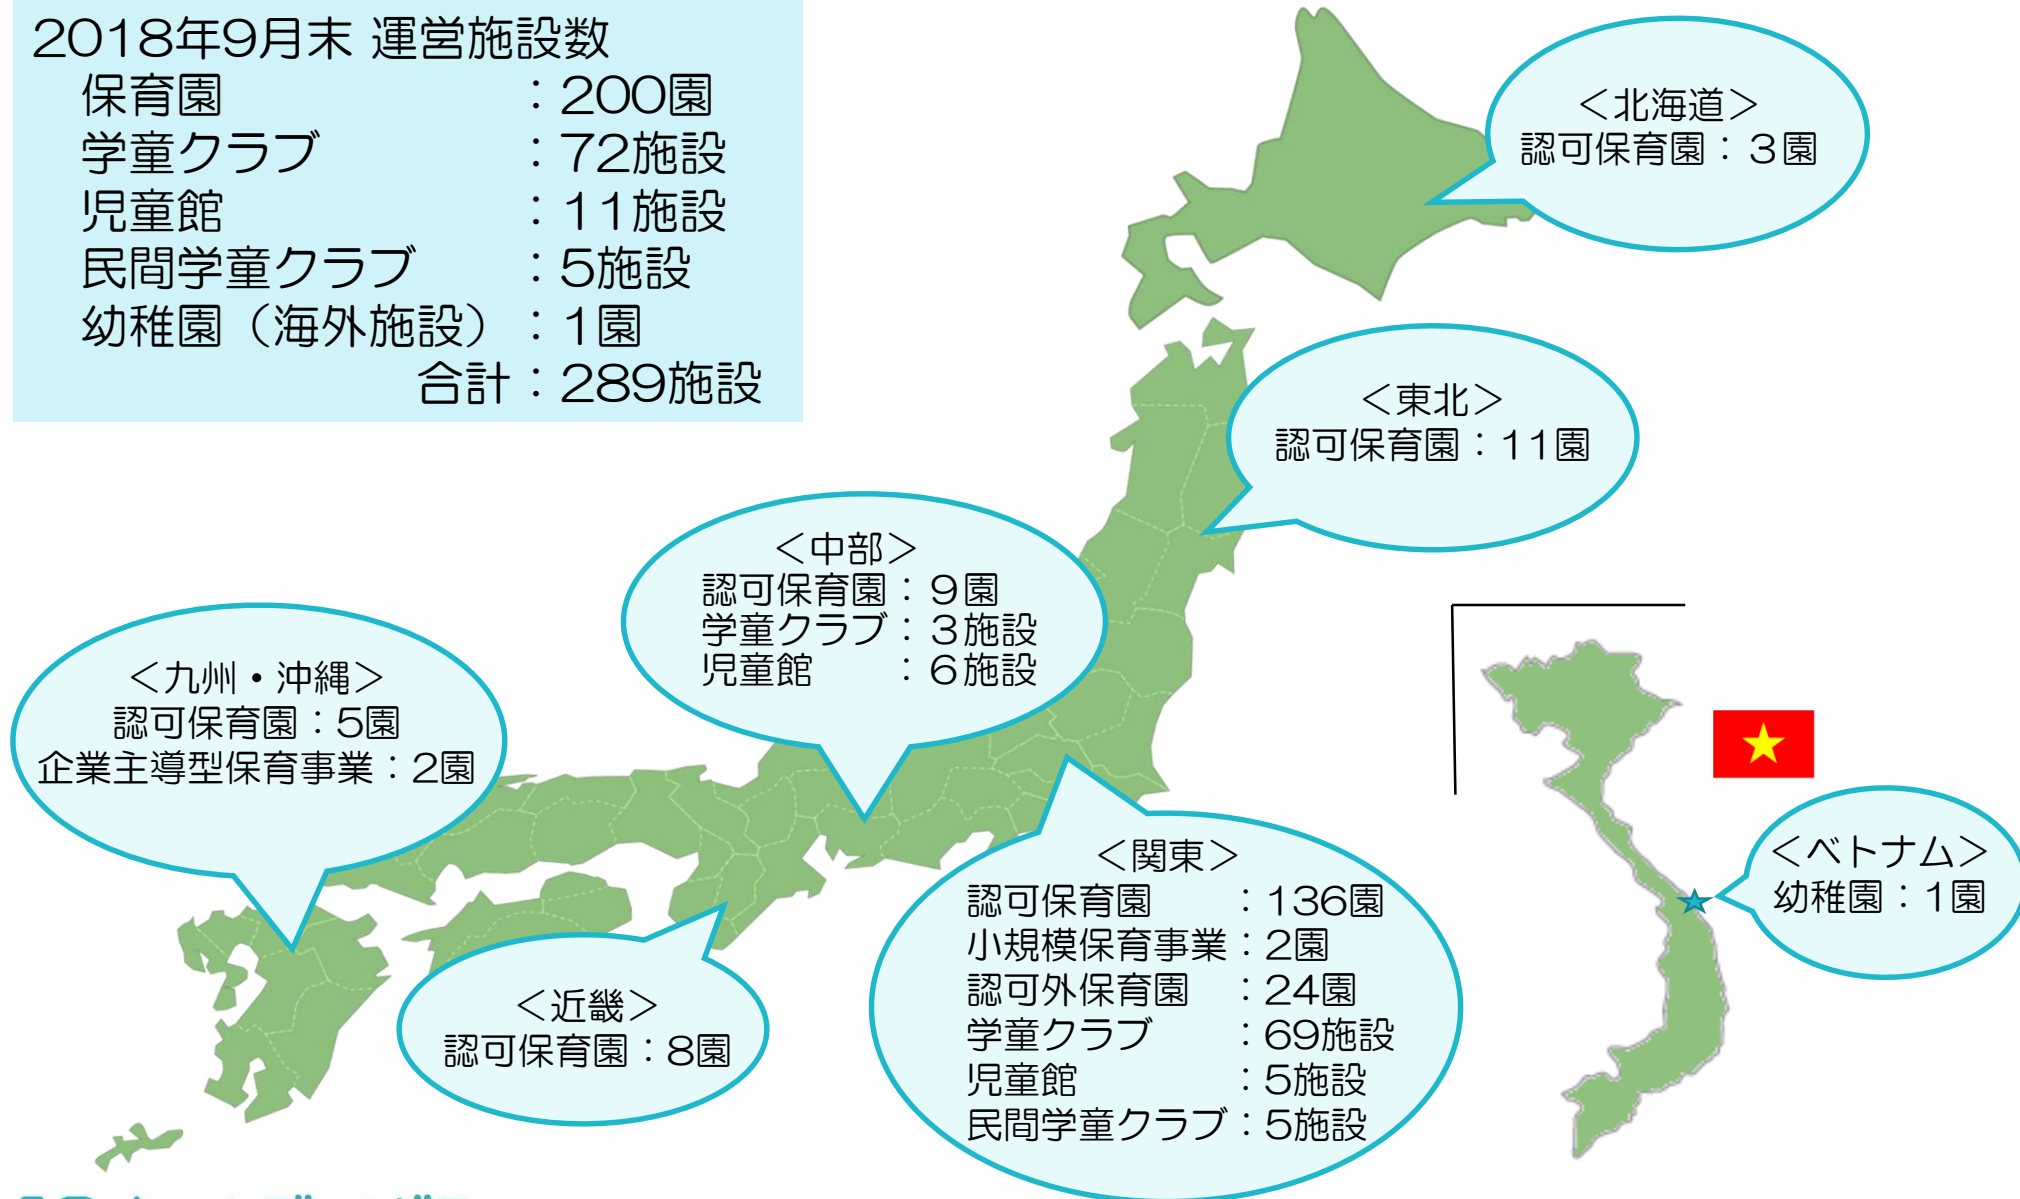 2018年9月末 運営施設数
保育園 ：200園
学童クラブ ：72施設
児童館 ：11施設
民間学童クラブ ：5施設
幼稚園（海外施設）：1園
合計：289施設
＜北海道＞
認可保育園：３園
＜東北＞
認可保育園：11園
＜中部＞
認可保育園：９園
学童クラブ：３施設
児童館 ：６施設
＜九州・沖縄＞
認可保育園：5園
企業主導型保育事業：2園
＜近畿＞
認可保育園：8園
＜関東＞
認可保育園 ：136園
小規模保育事業：2園
認可外保育園 ：24園
学童クラブ ：69施設
児童館 ：5施設
民間学童クラブ：5施設
＜ベトナム＞
幼稚園：1園